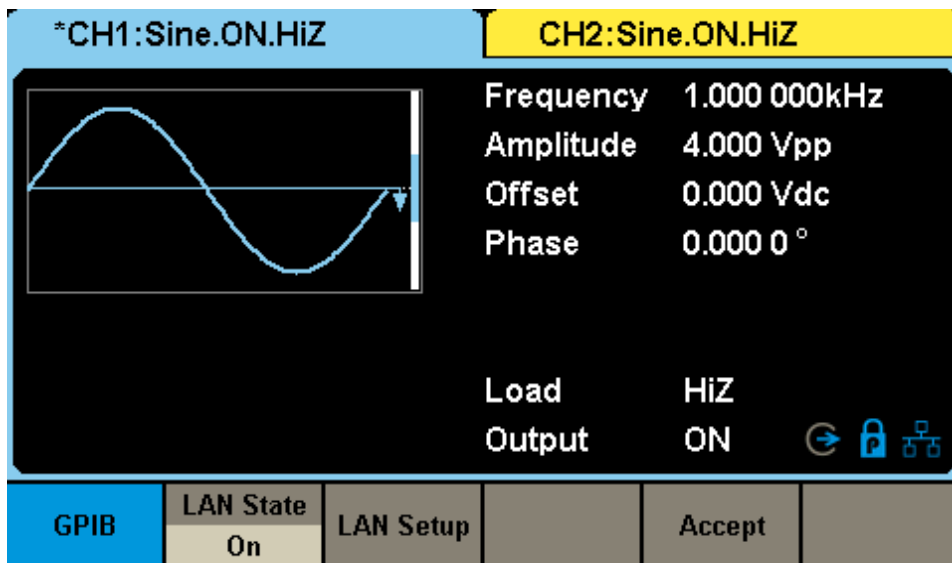 *CH1:Sine.ON.HiZ CH2:Sine.ON.HiZ
Frequency 1.000 000kHz
Amplitude 4.000 Vpp
Offset 0.000 Vdc
Phase 0.000 0 °
Load HiZ
Output ON P
GPIB LAN State On LAN Setup Accept